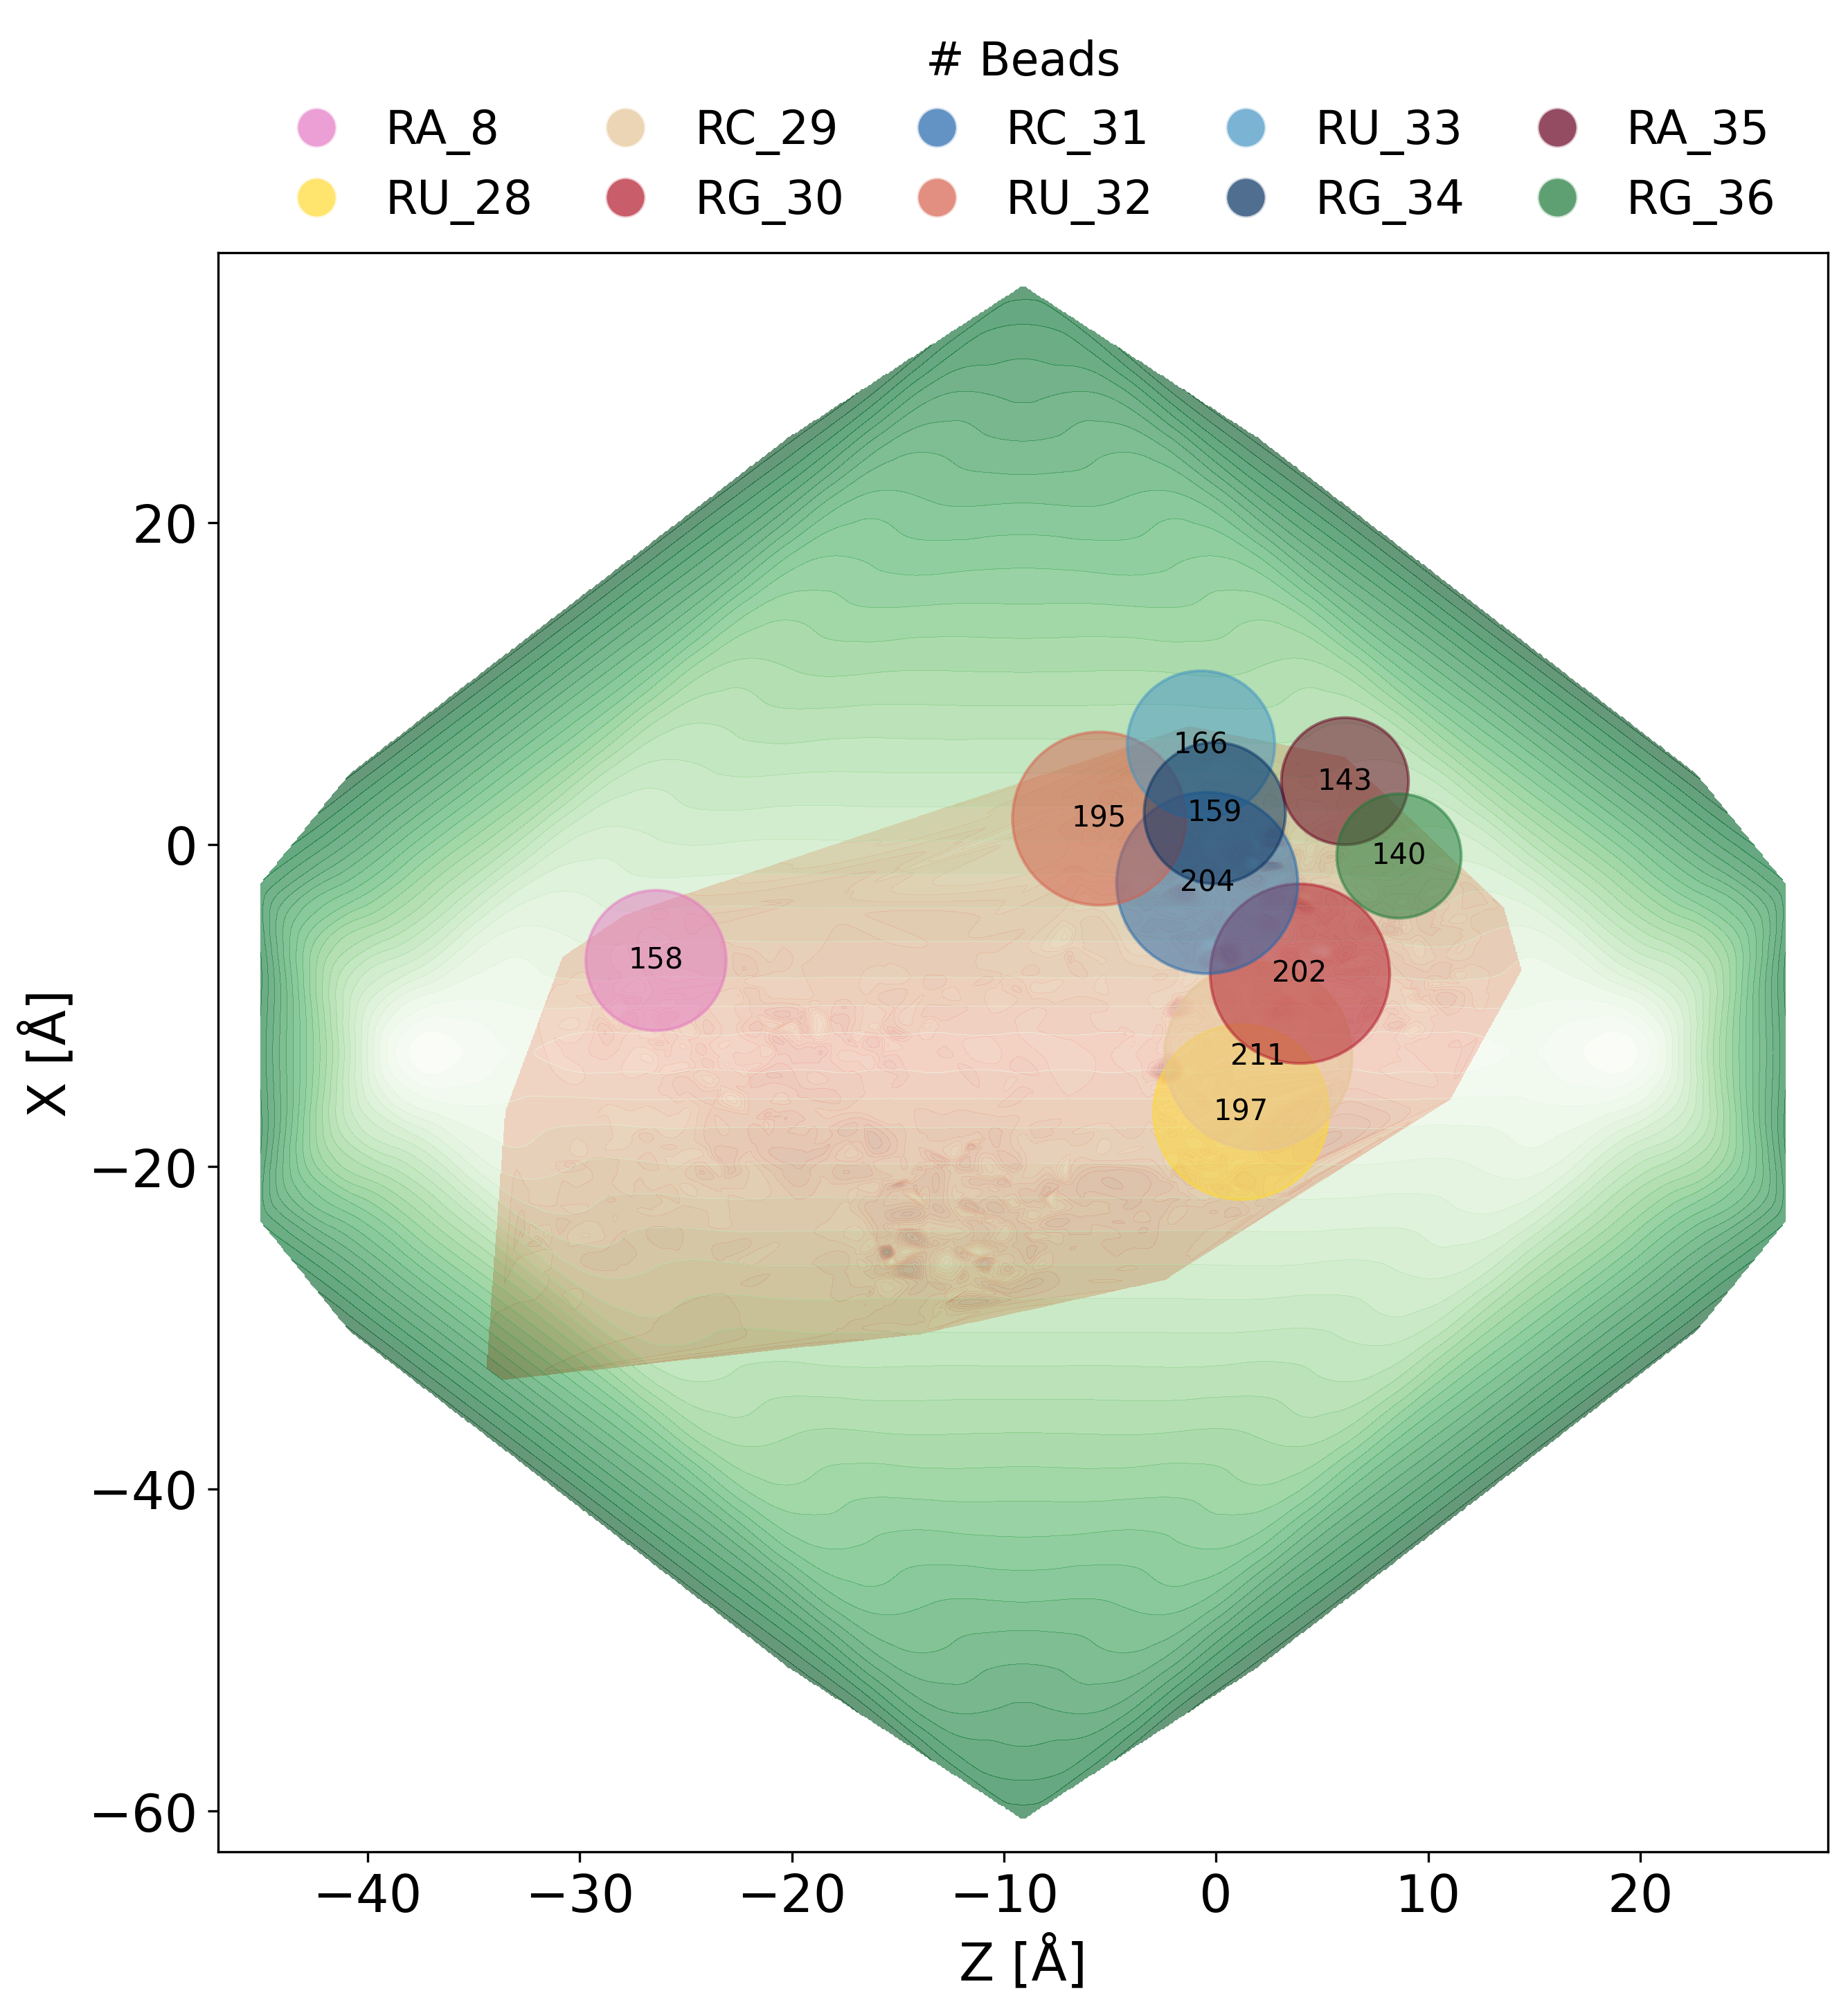 # Beads
RA_8 RC_29 RC_31 RU_33 RA_35
RU_28 RG_30 RU_32 RG_34 RG_36
20
0
−20
−40
−60
X [Å]
166
143
195
159
140
204
158
202
211
197
−40 −30 −20 −10 0 10 20
Z [Å]